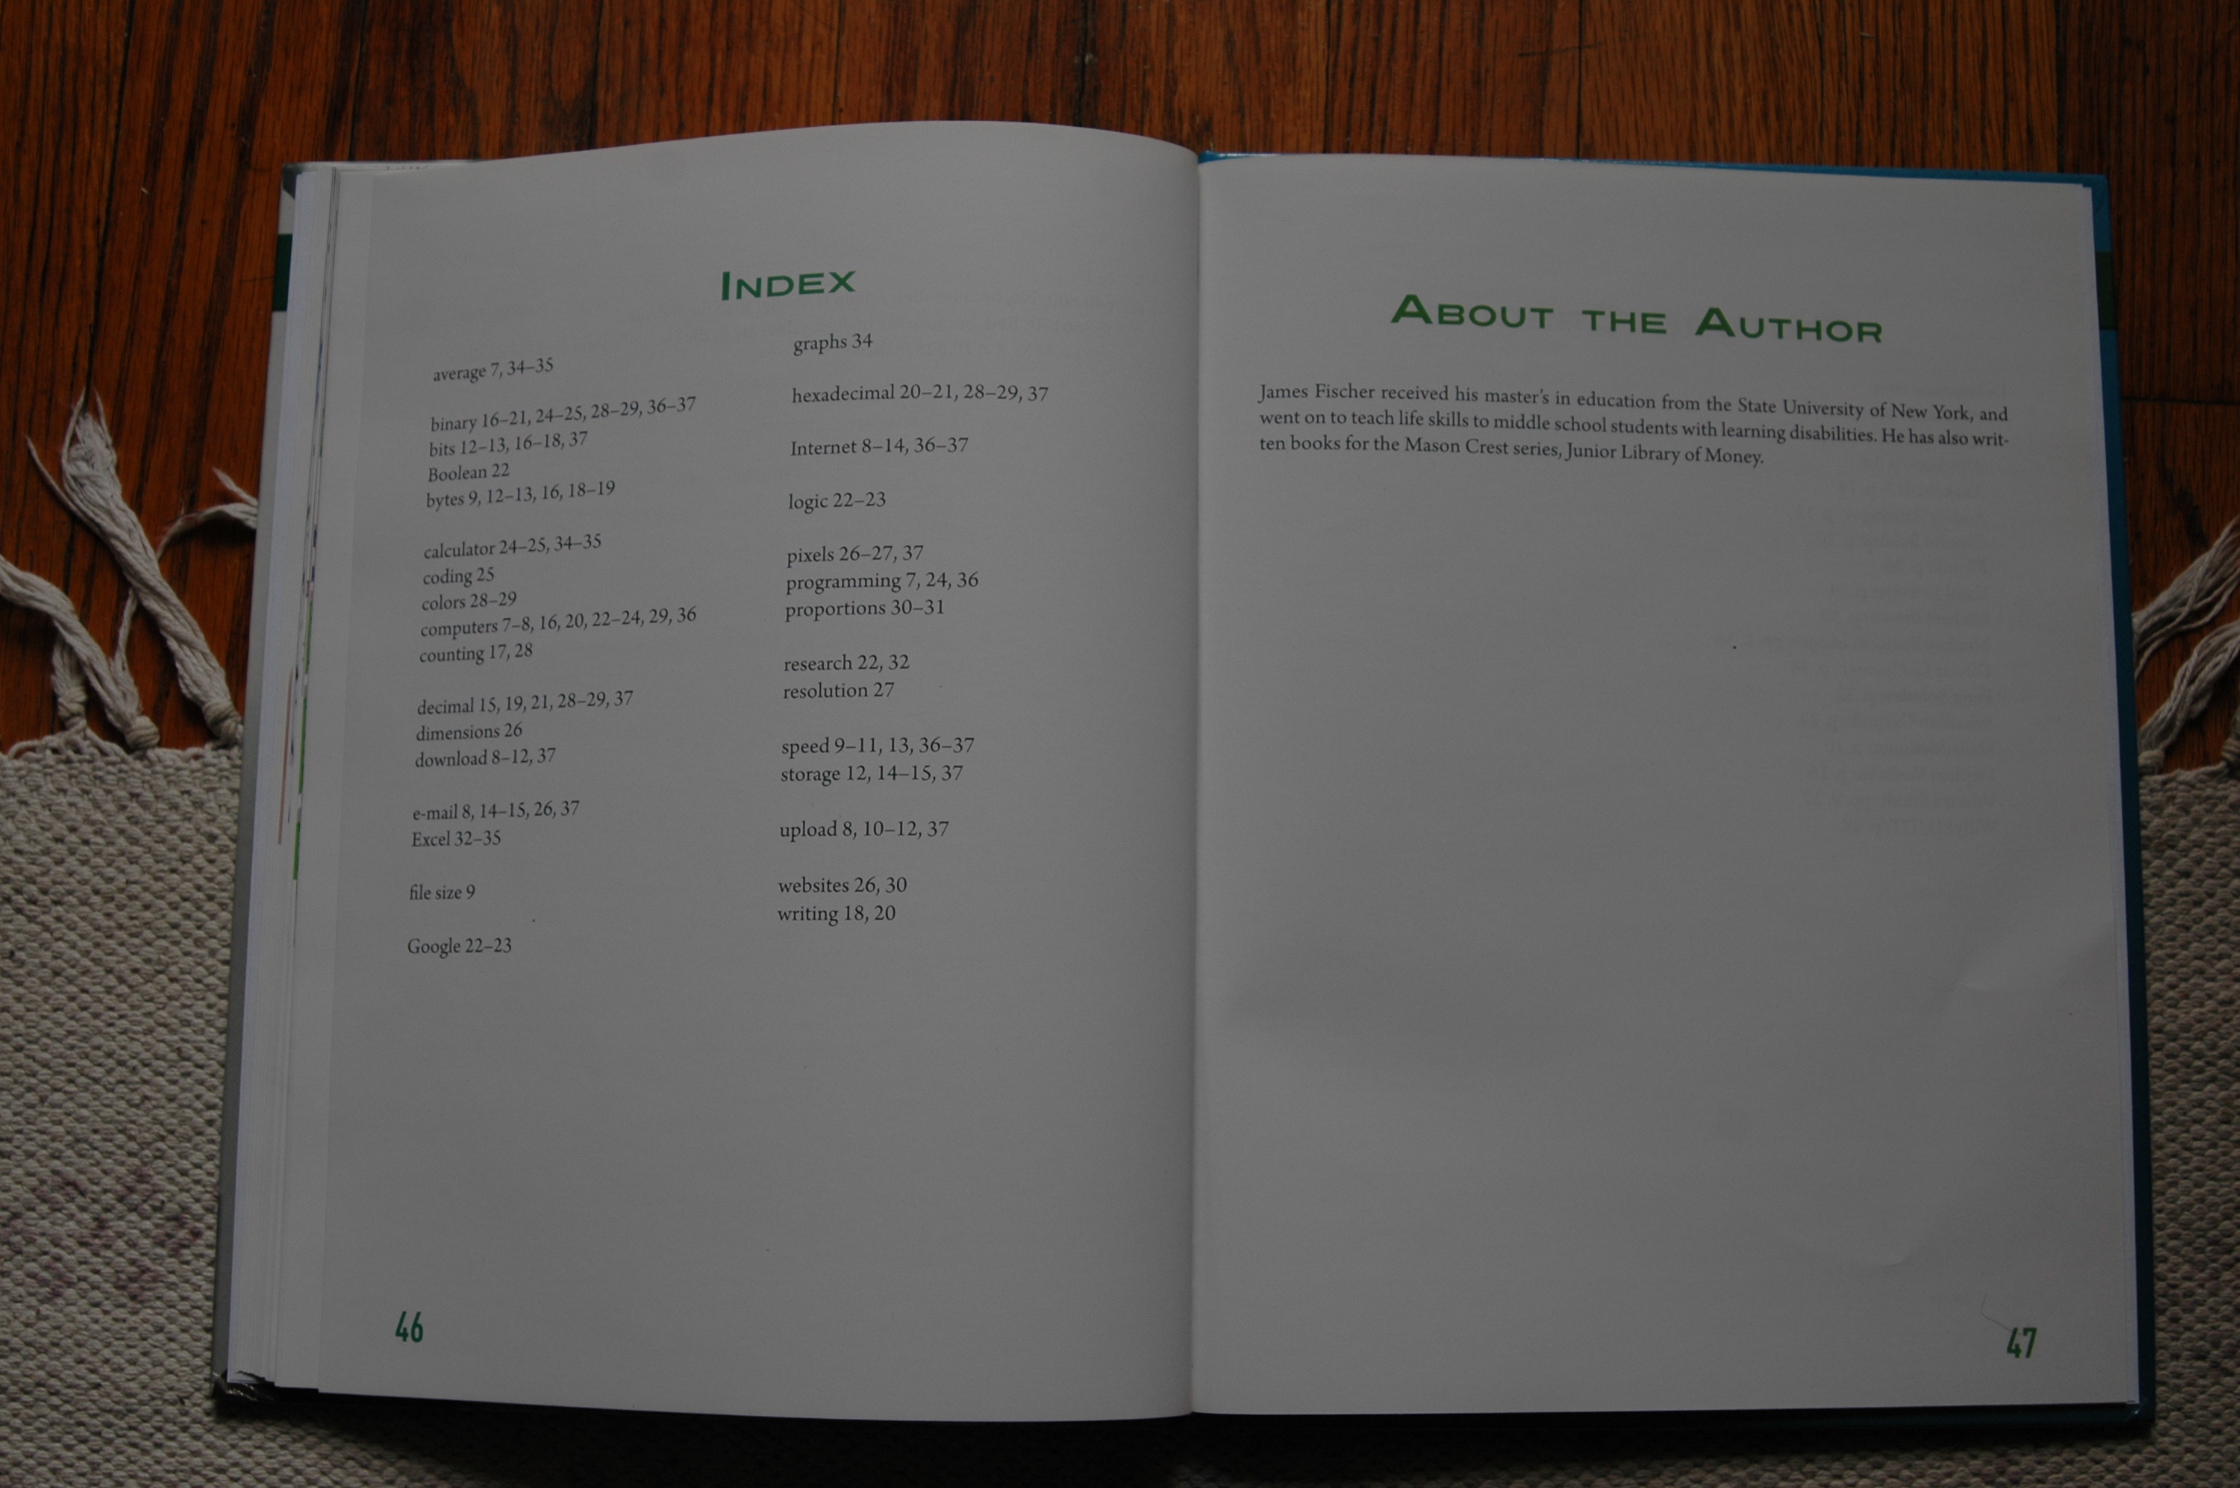 INDEX
average 7, 34–35
binary 16–21, 24–25, 28–29, 36–37
bits 12–13, 16–18, 37
Boolean 22
bytes 9, 12–13, 16, 18–19
calculator 24–25, 34–35
coding 25
colors 28–29
computers 7–8, 16, 20, 22–24, 29, 36
counting 17, 28
decimal 15, 19, 21, 28–29, 37
dimensions 26
download 8–12, 37
e-mail 8, 14–15, 26, 37
Excel 32–35
file size 9
Google 22–23
graphs 34
hexadecimal 20–21, 28–29, 37
Internet 8–14, 36–37
logic 22–23
pixels 26–27, 37
programming 7, 24, 36
proportions 30–31
research 22, 32
resolution 27
speed 9–11, 13, 36–37
storage 12, 14–15, 37
upload 8, 10–12, 37
websites 26, 30
writing 18, 20
46
ABOUT THE AUTHOR
James Fischer received his master's in education from the State University of New York, and
went on to teach life skills to middle school students with learning disabilities. He has also writ-
ten books for the Mason Crest series, Junior Library of Money.
47